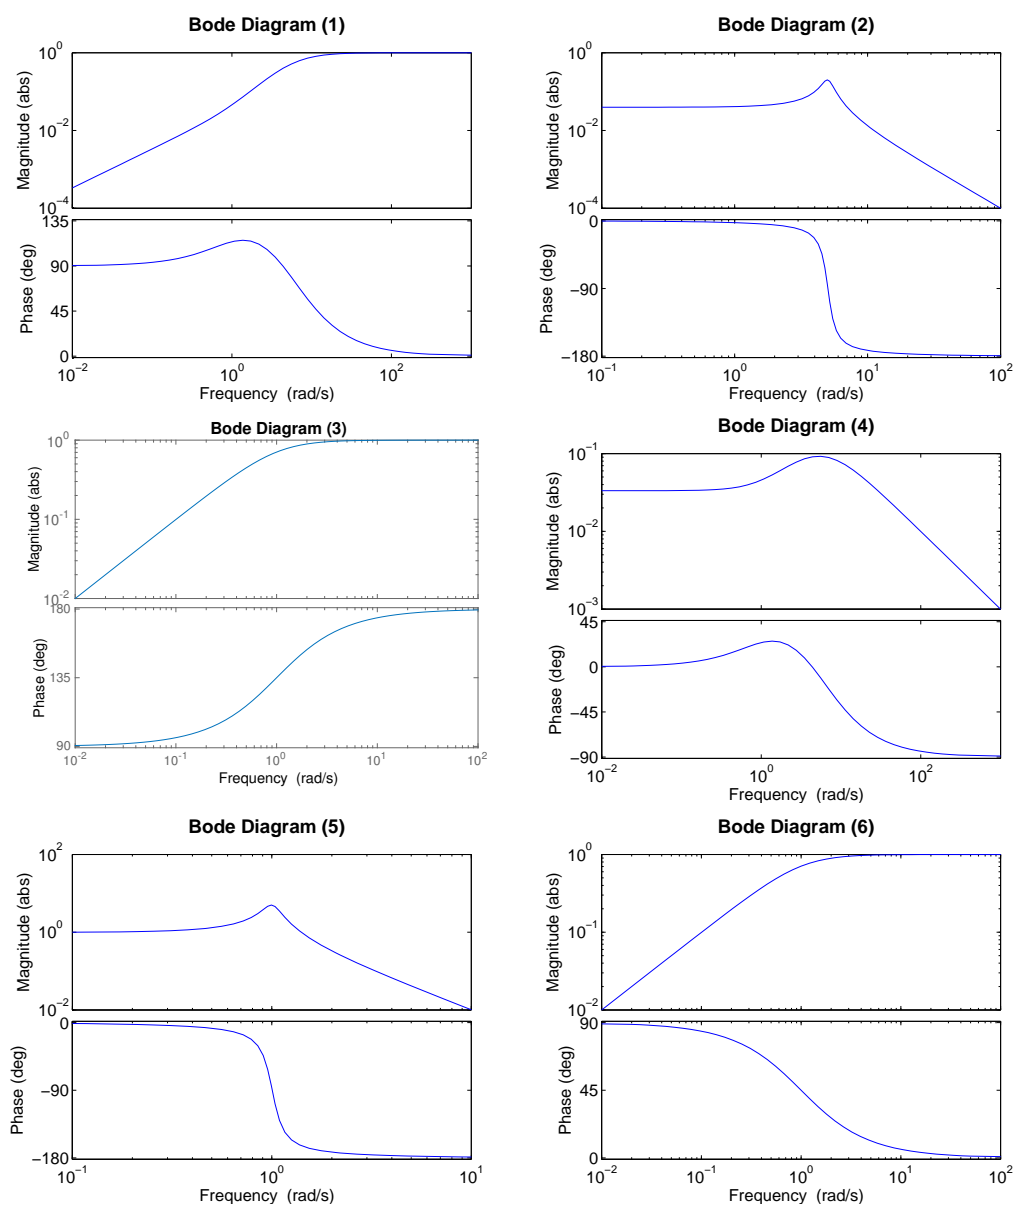 Bode Diagram (1)
10^0
10^−2
10^−4
Magnitude (abs)
135
90
45
0
Phase (deg)
10^−2
10^0
10^2
Frequency (rad/s)
Bode Diagram (2)
10^0
10^−2
10^−4
Magnitude (abs)
0
−90
−180
Phase (deg)
10^−1
10^0
10^1
10^2
Frequency (rad/s)
Bode Diagram (3)
10^0
10^-1
10^-2
Magnitude (abs)
180
135
90
Phase (deg)
10^-2
10^-1
10^0
10^1
10^2
Frequency (rad/s)
Bode Diagram (4)
10^−1
10^−2
10^−3
Magnitude (abs)
45
0
−45
−90
Phase (deg)
10^−2
10^0
10^2
Frequency (rad/s)
Bode Diagram (5)
10^2
10^0
10^−2
Magnitude (abs)
0
−90
−180
Phase (deg)
10^−1
10^0
10^1
Frequency (rad/s)
Bode Diagram (6)
10^0
10^−1
10^−2
Magnitude (abs)
90
45
0
Phase (deg)
10^−2
10^−1
10^0
10^1
10^2
Frequency (rad/s)